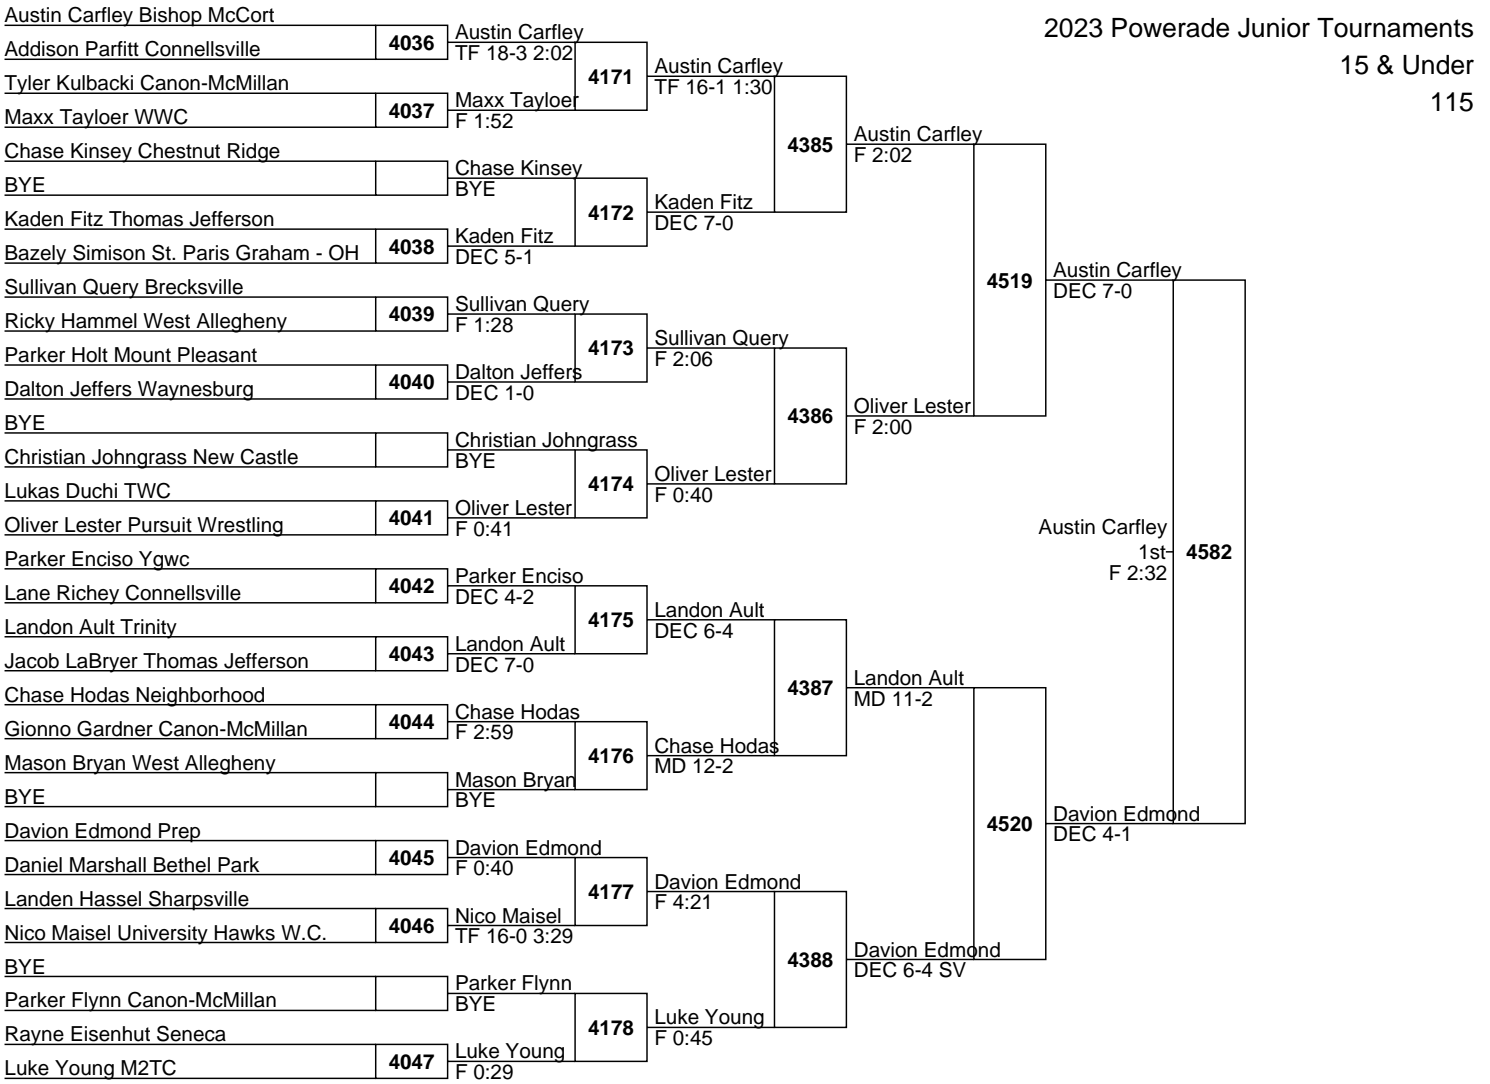 2023 Powerade Junior Tournaments
15 & Under
115
Austin Carfley Bishop McCort
Addison Parfitt Connellsville
Tyler Kulbacki Canon-McMillan
Maxx Tayloer WWC
Chase Kinsey Chestnut Ridge
BYE
Kaden Fitz Thomas Jefferson
Bazely Simison St. Paris Graham - OH
Sullivan Query Brecksville
Ricky Hammel West Allegheny
Parker Holt Mount Pleasant
Dalton Jeffers Waynesburg
BYE
Christian Johngrass New Castle
Lukas Duchi TWC
Oliver Lester Pursuit Wrestling
Parker Enciso Ygwc
Lane Richey Connellsville
Landon Ault Trinity
Jacob LaBryer Thomas Jefferson
Chase Hodas Neighborhood
Gionno Gardner Canon-McMillan
Mason Bryan West Allegheny
BYE
Davion Edmond Prep
Daniel Marshall Bethel Park
Landen Hassel Sharpsville
Nico Maisel University Hawks W.C.
BYE
Parker Flynn Canon-McMillan
Rayne Eisenhut Seneca
Luke Young M2TC
4036
4037
4038
4039
4040
4041
4042
4043
4044
4045
4046
4047
Austin Carfley
TF 18-3 2:02
Maxx Tayloer
F 1:52
Chase Kinsey
BYE
Kaden Fitz
DEC 5-1
Sullivan Query
F 1:28
Dalton Jeffers
DEC 1-0
Christian Johngrass
BYE
Oliver Lester
F 0:41
Parker Enciso
DEC 4-2
Landon Ault
DEC 7-0
Chase Hodas
F 2:59
Mason Bryan
BYE
Davion Edmond
F 0:40
Nico Maisel
TF 16-0 3:29
Parker Flynn
BYE
Luke Young
F 0:29
4171
4172
4173
4174
4175
4176
4177
4178
Austin Carfley
TF 16-1 1:30
Kaden Fitz
DEC 7-0
Sullivan Query
F 2:06
Oliver Lester
F 0:40
Landon Ault
DEC 6-4
Chase Hodas
MD 12-2
Davion Edmond
F 4:21
Luke Young
F 0:45
4385
4386
4387
4388
Austin Carfley
F 2:02
Oliver Lester
F 2:00
Landon Ault
MD 11-2
Davion Edmond
DEC 6-4 SV
4519
4520
Austin Carfley
DEC 7-0
Davion Edmond
DEC 4-1
Austin Carfley
1st
F 2:32
4582